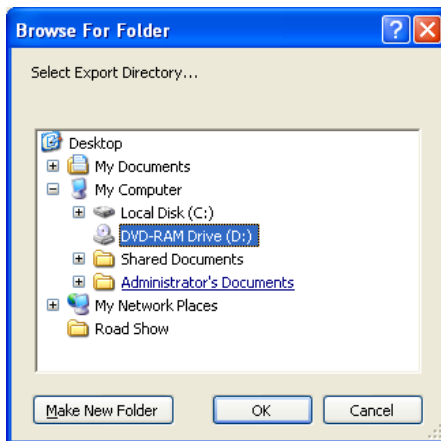 Browse For Folder
Select Export Directory...
Desktop
My Documents
My Computer
Local Disk (C:)
DVD-RAM Drive (D:)
Shared Documents
Administrator's Documents
My Network Places
Road Show
Make New Folder
OK
Cancel